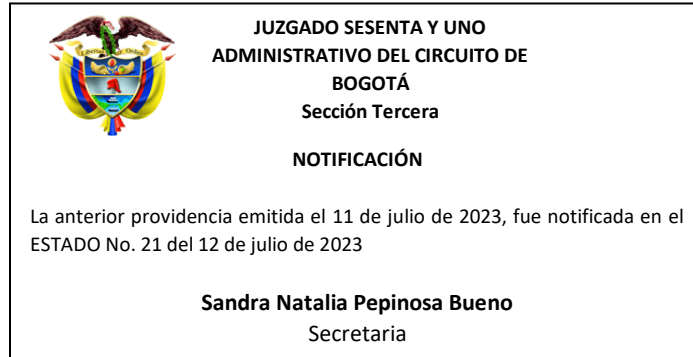 JUZGADO SESENTA Y UNO
ADMINISTRATIVO DEL CIRCUITO DE
BOGOTÁ
Sección Tercera
NOTIFICACIÓN
La anterior providencia emitida el 11 de julio de 2023, fue notificada en el
ESTADO No. 21 del 12 de julio de 2023
Sandra Natalia Pepinosa Bueno
Secretaria